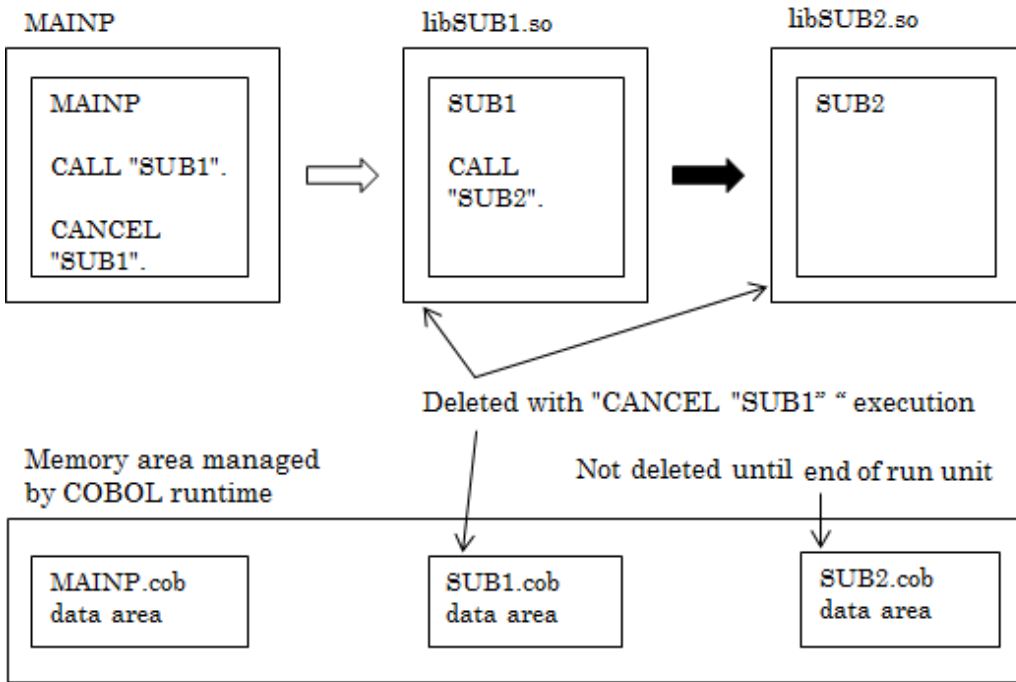 MAINP
libSUB1.so
libSUB2.so
MAINP
CALL "SUB1".
CANCEL
"SUB1".
SUB1
CALL
"SUB2".
SUB2
Deleted with "CANCEL "SUB1” “ execution
Memory area managed
by COBOL runtime
Not deleted until end of run unit
MAINP.cob
data area
SUB1.cob
data area
SUB2.cob
data area